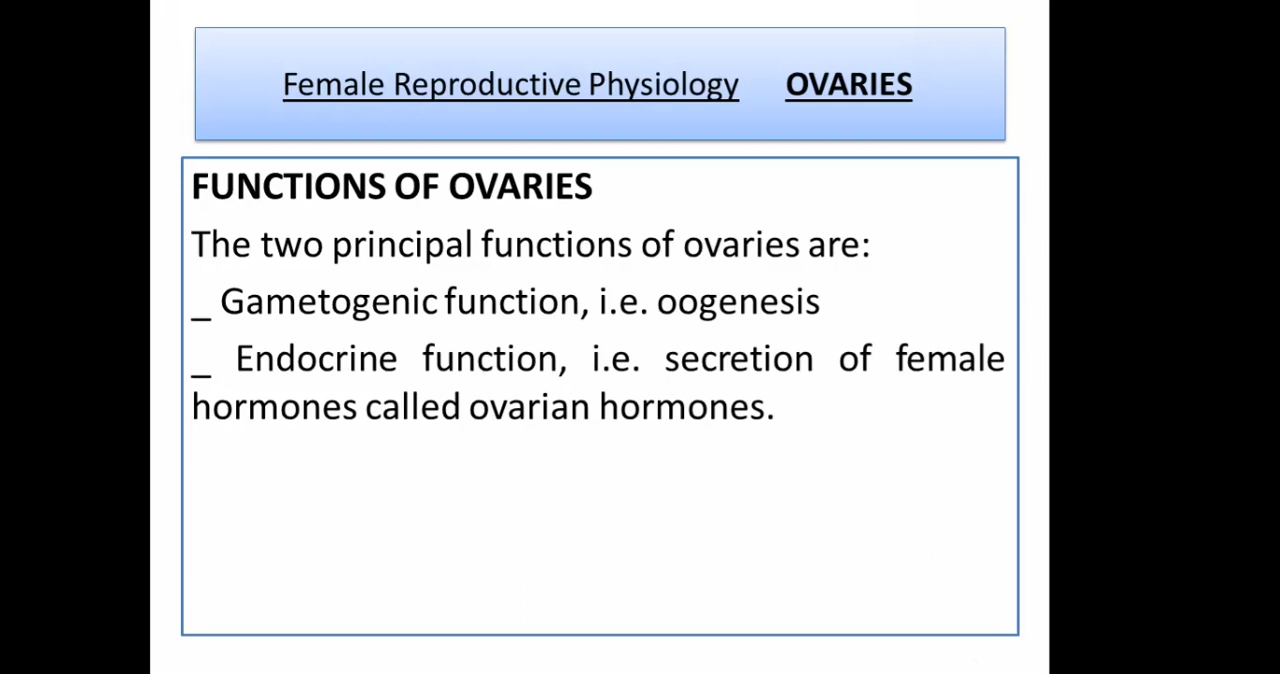 Female Reproductive Physiology OVARIES
FUNCTIONS OF OVARIES
The two principal functions of ovaries are:
_ Gametogenic function, i.e. oogenesis
_ Endocrine function, i.e. secretion of female
hormones called ovarian hormones.